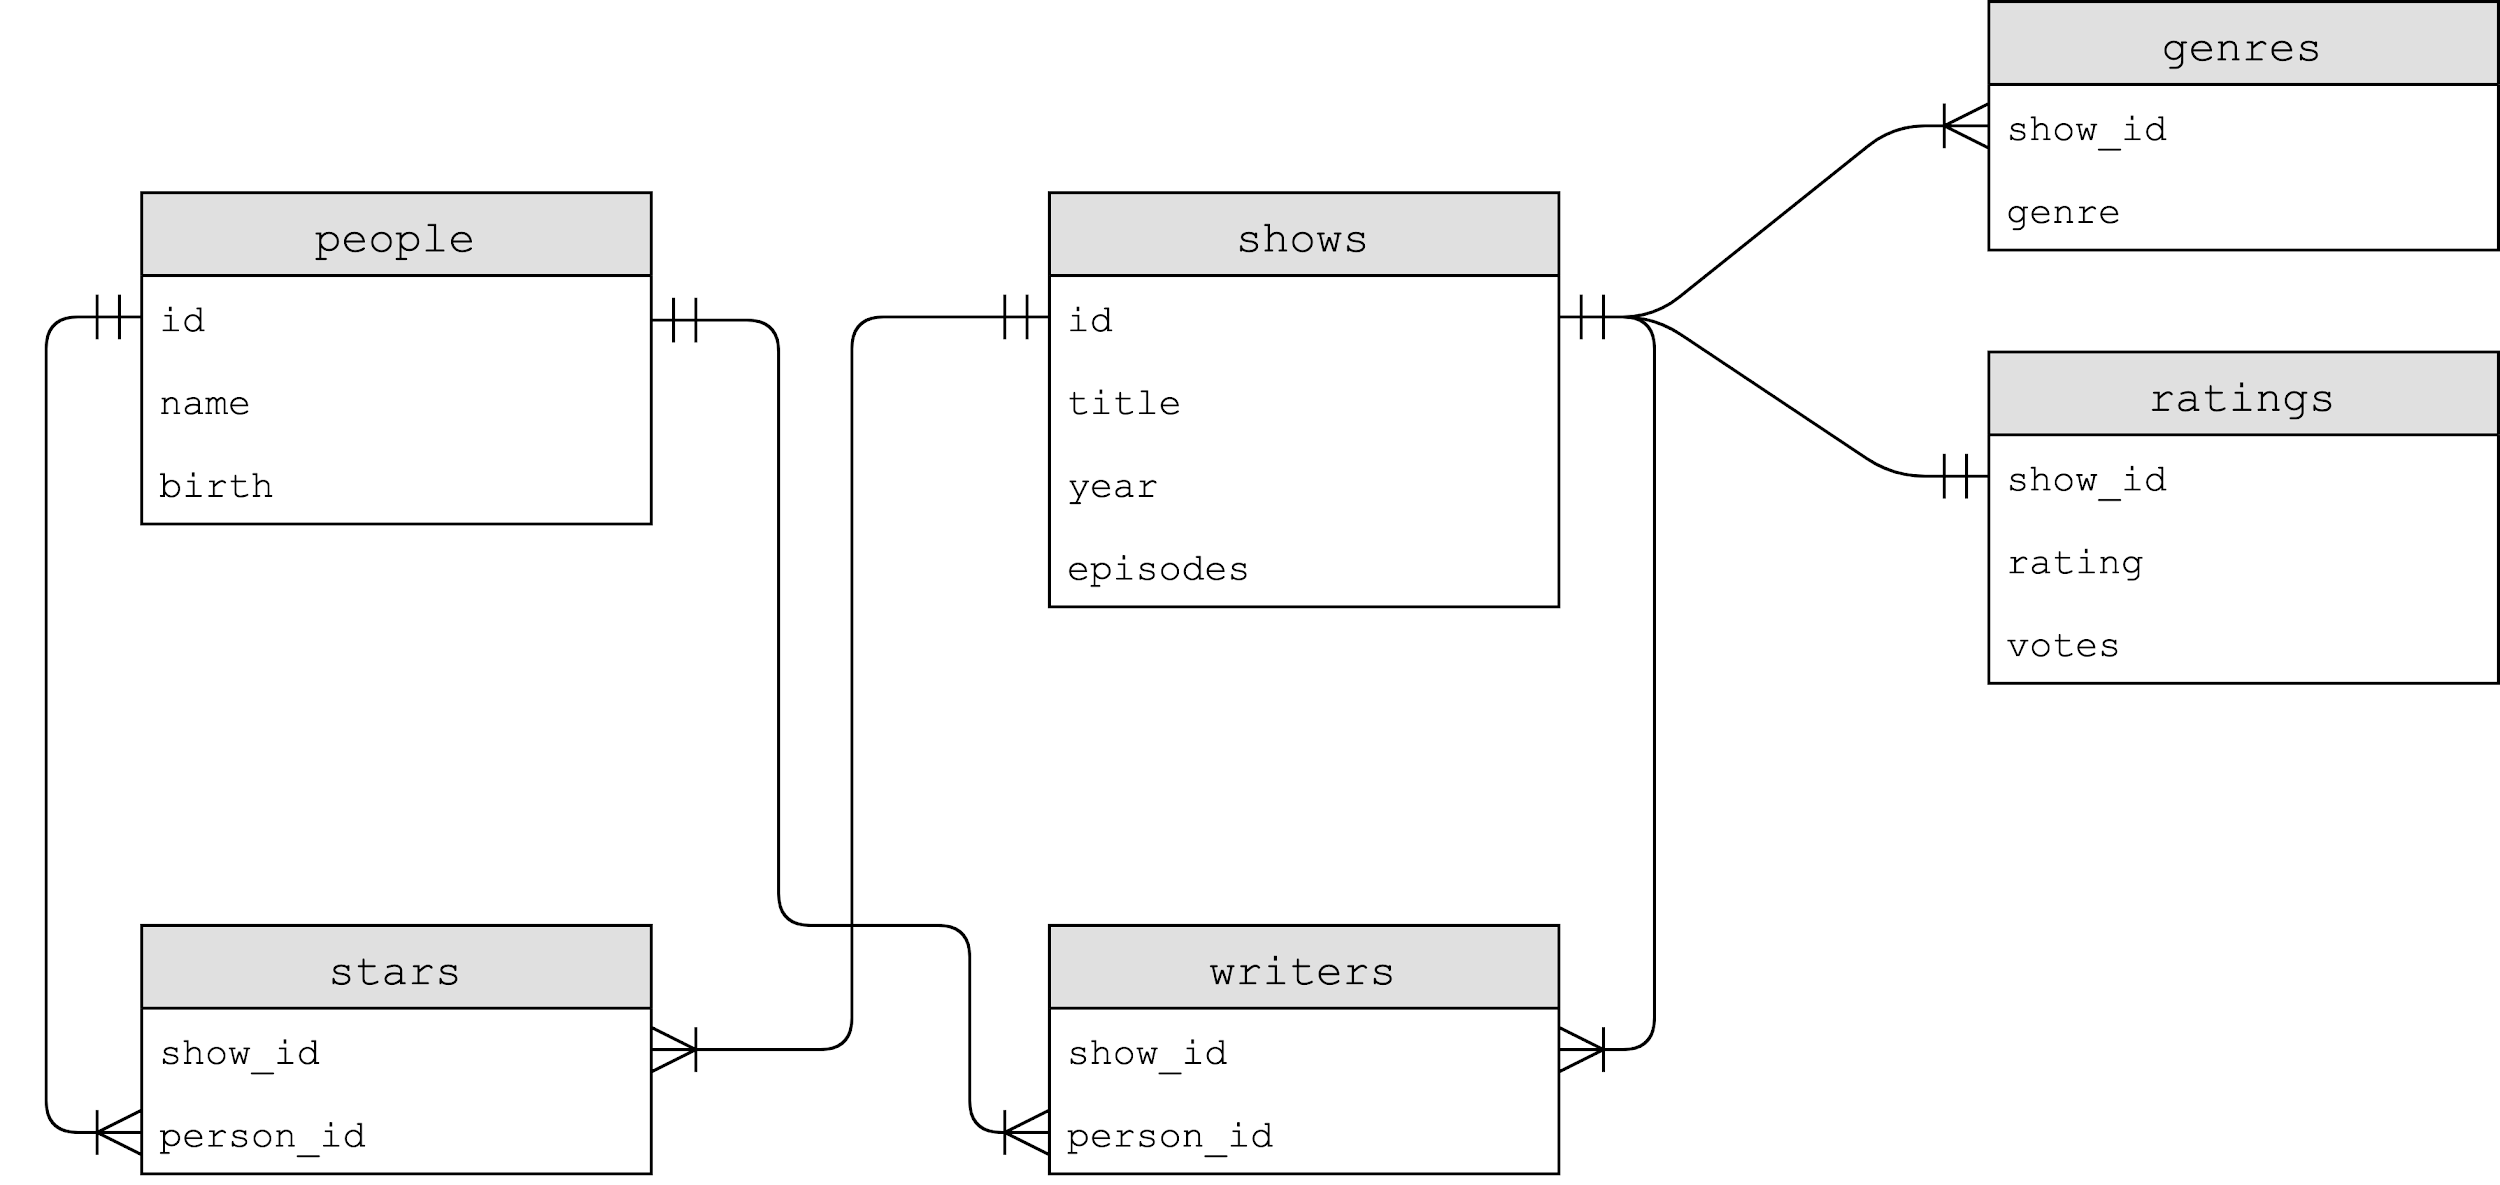 genres
show_id
genre
people
id
name
birth
shows
id
title
year
episodes
ratings
show_id
rating
votes
stars
show_id
person_id
writers
show_id
person_id